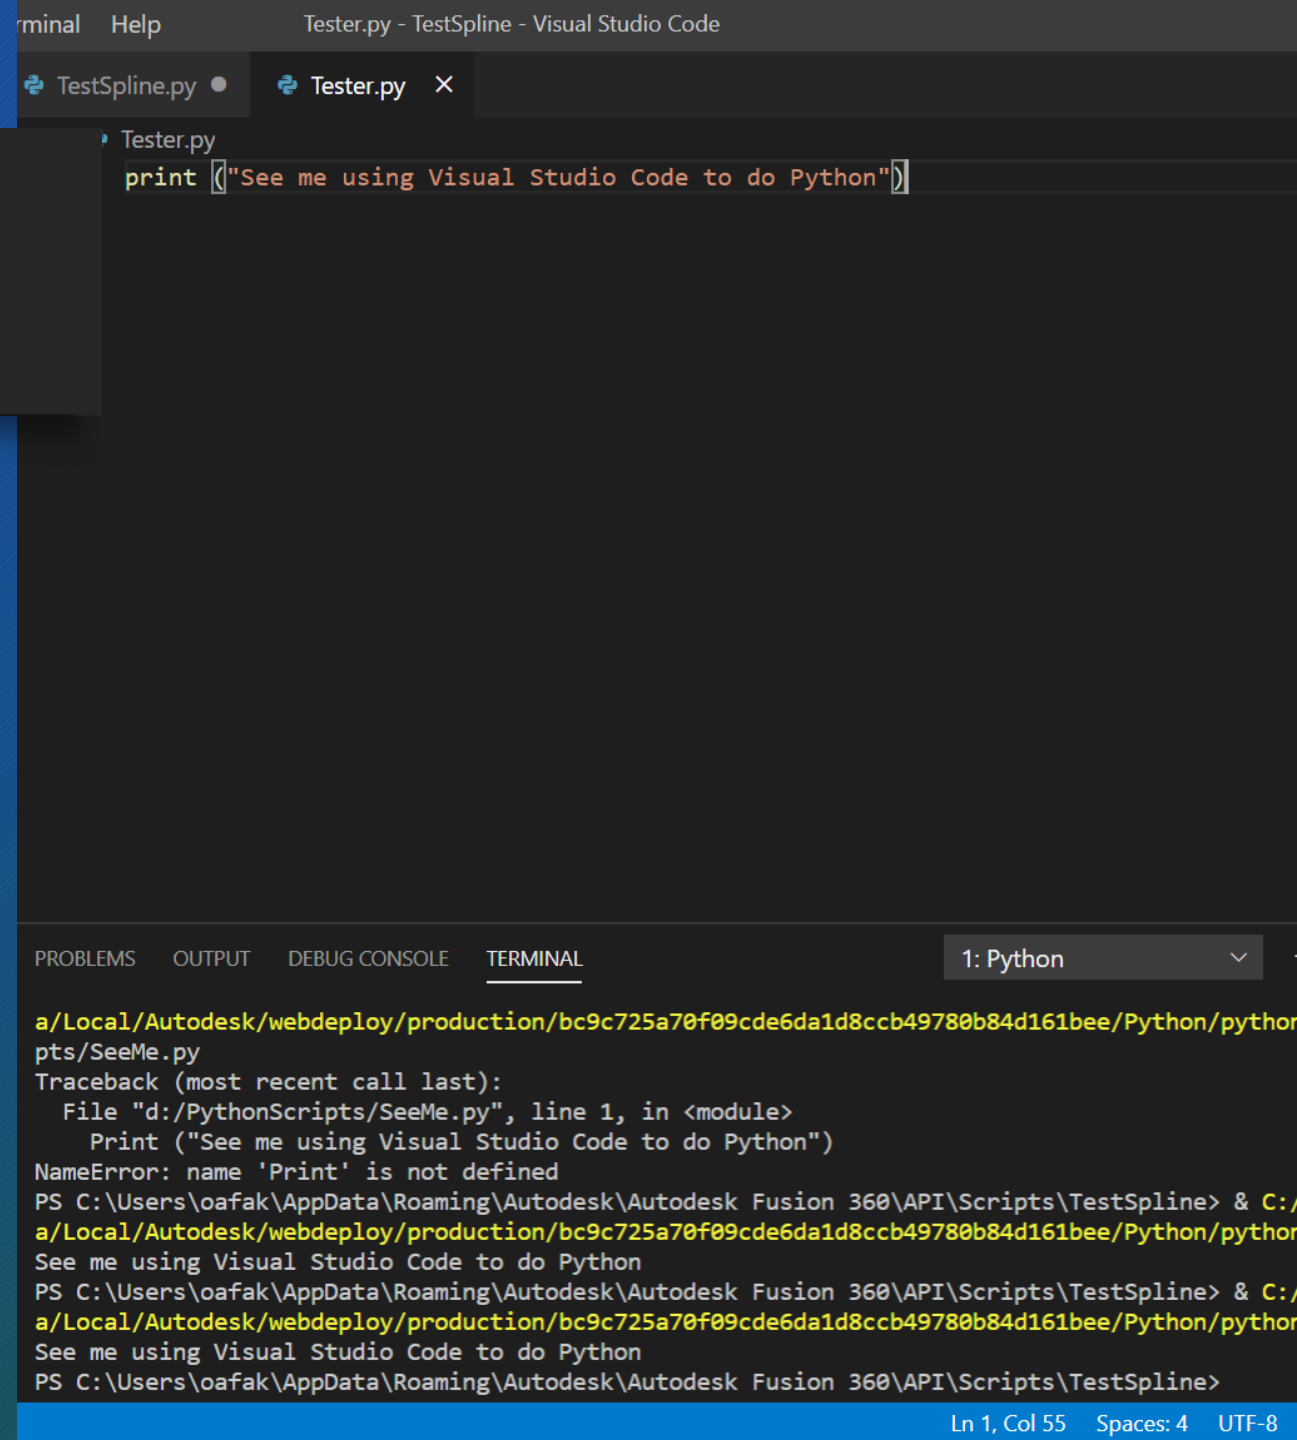 Help
Tester.py - TestSpline - Visual Studio Code
TestSpline.py
Tester.py
Tester.py
print ("See me using Visual Studio Code to do Python")
PROBLEMS OUTPUT DEBUG CONSOLE TERMINAL
1: Python
a/Local/Autodesk/webdeploy/production/bc9c725a70f09cde6da1d8ccb49780b84d161bee/Python/python
pts/SeeMe.py
Traceback (most recent call last):
  File "d:/PythonScripts/SeeMe.py", line 1, in <module>
    Print ("See me using Visual Studio Code to do Python")
NameError: name 'Print' is not defined
PS C:\Users\oafak\AppData\Roaming\Autodesk\Autodesk Fusion 360\API\Scripts\TestSpline> & C:/
a/Local/Autodesk/webdeploy/production/bc9c725a70f09cde6da1d8ccb49780b84d161bee/Python/python
See me using Visual Studio Code to do Python
PS C:\Users\oafak\AppData\Roaming\Autodesk\Autodesk Fusion 360\API\Scripts\TestSpline> & C:/
a/Local/Autodesk/webdeploy/production/bc9c725a70f09cde6da1d8ccb49780b84d161bee/Python/python
See me using Visual Studio Code to do Python
PS C:\Users\oafak\AppData\Roaming\Autodesk\Autodesk Fusion 360\API\Scripts\TestSpline>
Ln 1, Col 55 Spaces: 4 UTF-8